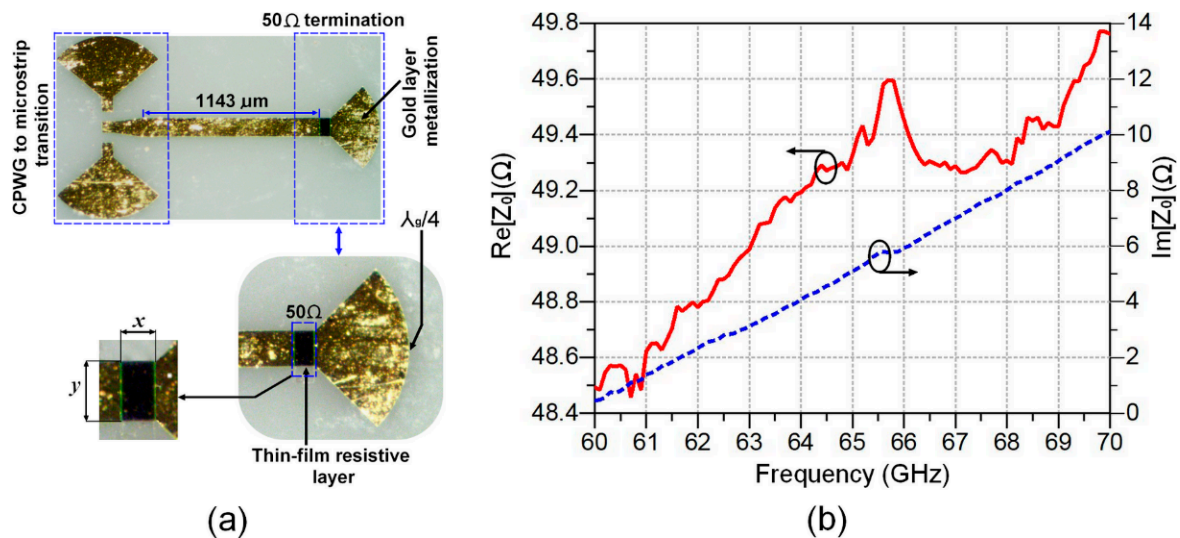 50Ω termination
CPWG to microstrip
transition
1143 μm
Gold layer
metallization
λg/4
50Ω
x
y
Thin-film resistive
layer
(a)
49.8
49.6
49.4
49.2
49.0
48.8
48.6
48.4
Re[Z₀](Ω)
14
12
10
8
6
4
2
0
Im[Z₀](Ω)
60 61 62 63 64 65 66 67 68 69 70
Frequency (GHz)
(b)